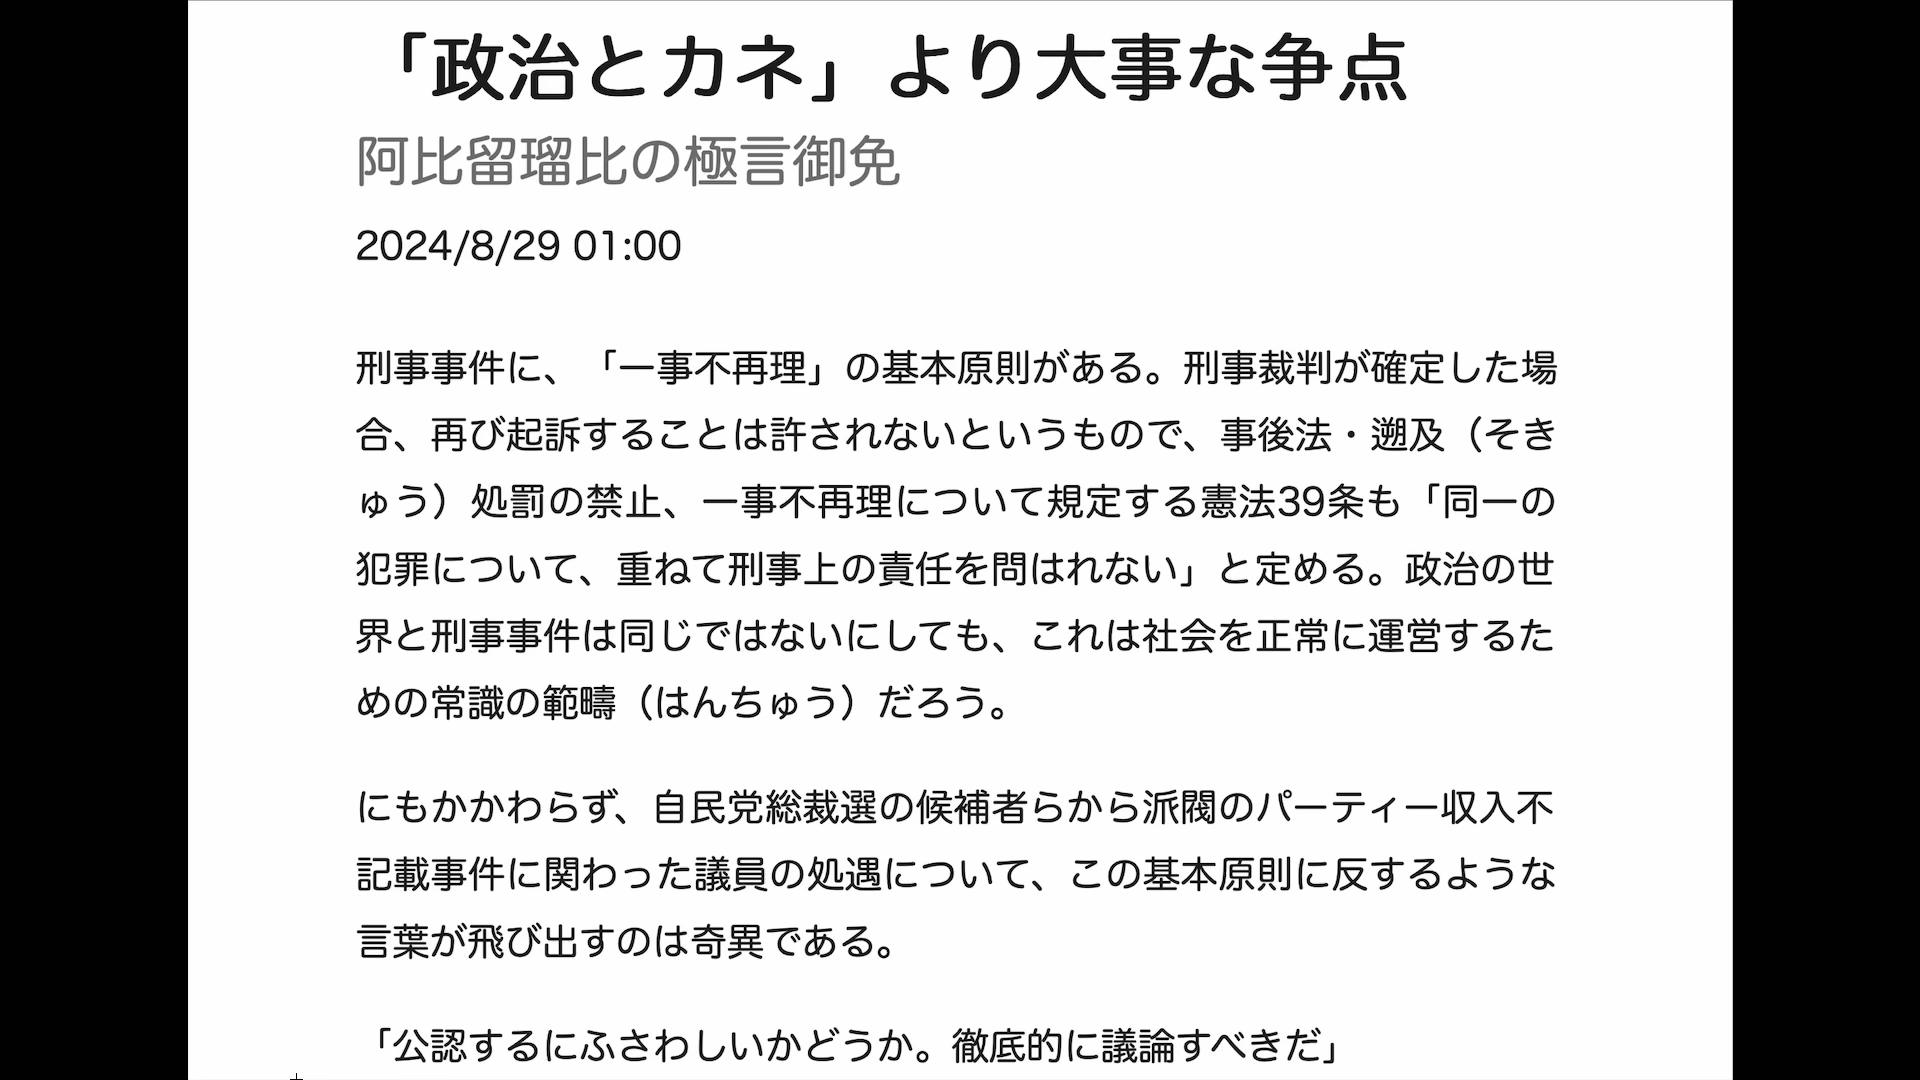 「政治とカネ」より大事な争点
阿比留瑠比の極言御免
2024/8/29 01:00
刑事事件に、「一事不再理」の基本原則がある。刑事裁判が確定した場
合、再び起訴することは許されないというもので、事後法・遡及（そき
ゅう）処罰の禁止、一事不再理について規定する憲法39条も「同一の
犯罪について、重ねて刑事上の責任を問はれない」と定める。政治の世
界と刑事事件は同じではないにしても、これは社会を正常に運営するた
めの常識の範疇（はんちゅう）だろう。
にもかかわらず、自民党総裁選の候補者らから派閥のパーティー収入不
記載事件に関わった議員の処遇について、この基本原則に反するような
言葉が飛び出すのは奇異である。
「公認するにふさわしいかどうか。徹底的に議論すべきだ」